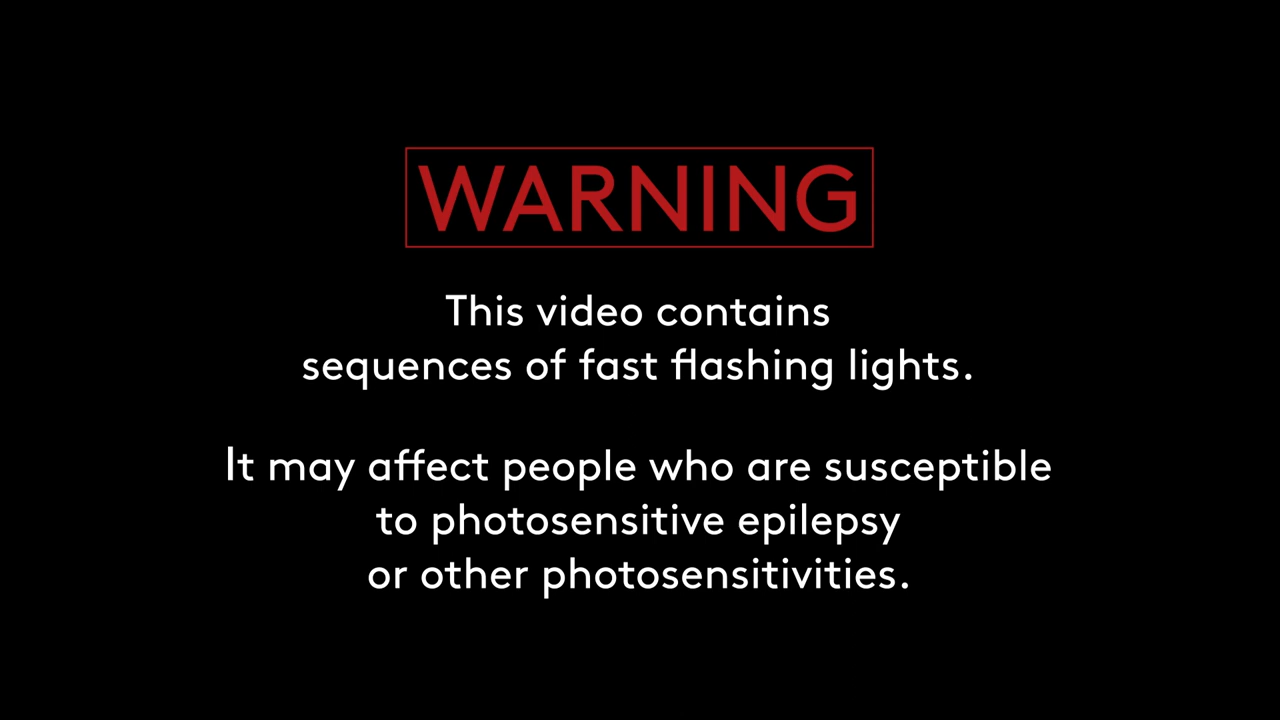 WARNING
This video contains
sequences of fast flashing lights.
It may affect people who are susceptible
to photosensitive epilepsy
or other photosensitivities.